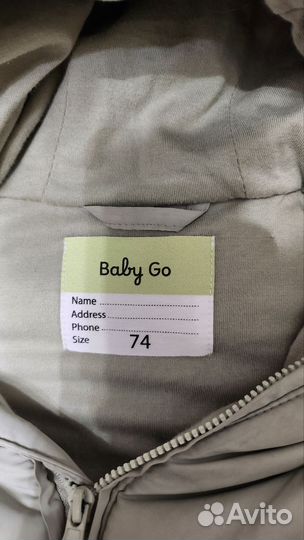 Baby Go
Name ....................
Address..................
Phone ...................
Size 74
Avito